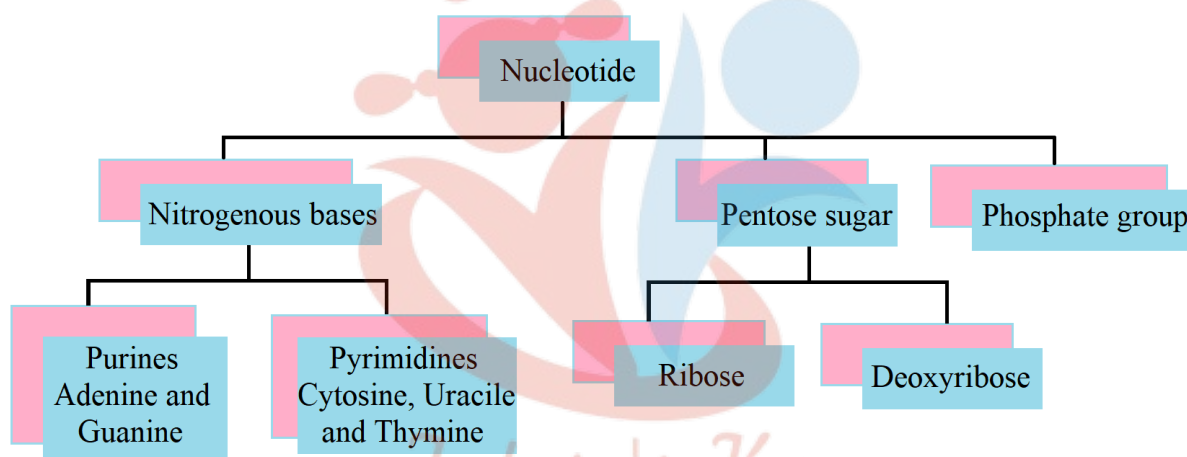 Nucleotide
Nitrogenous bases
Pentose sugar
Phosphate group
Purines
Adenine and
Guanine
Pyrimidines
Cytosine, Uracile
and Thymine
Ribose
Deoxyribose